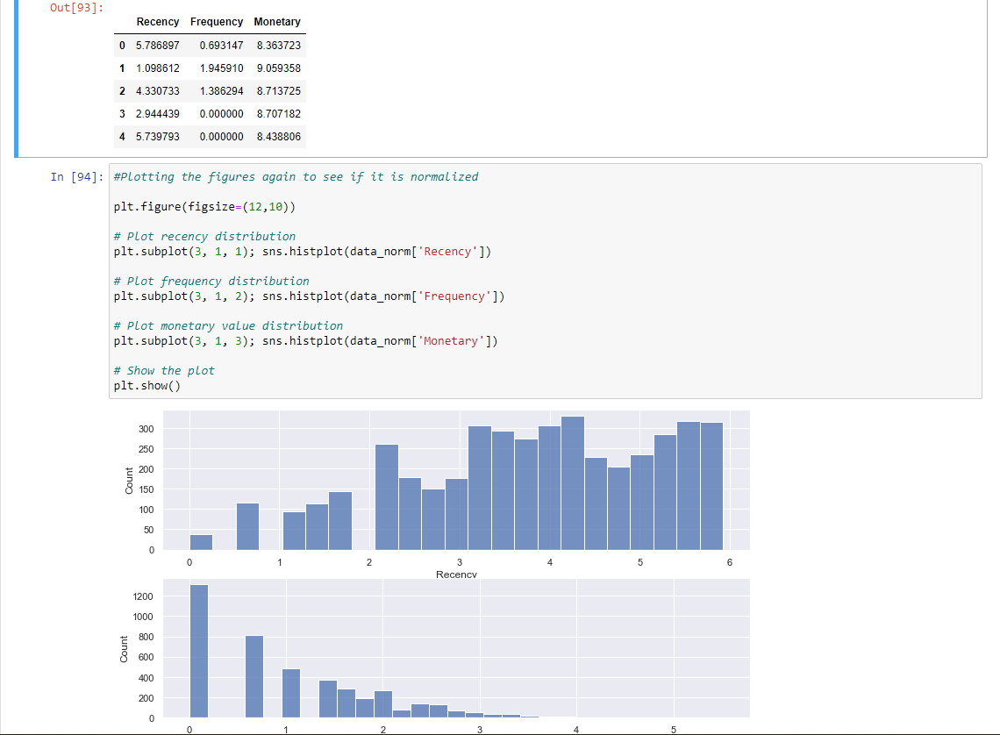 Out[93]:
Recency Frequency Monetary
0 5.786897 0.693147 8.363723
1 1.098612 1.945910 9.059358
2 4.330733 1.386294 8.713725
3 2.944439 0.000000 8.707182
4 5.739793 0.000000 8.438806
In [94]: #Plotting the figures again to see if it is normalized
plt.figure(figsize=(12,10))
# Plot recency distribution
plt.subplot(3, 1, 1); sns.histplot(data_norm['Recency'])
# Plot frequency distribution
plt.subplot(3, 1, 2); sns.histplot(data_norm['Frequency'])
# Plot monetary value distribution
plt.subplot(3, 1, 3); sns.histplot(data_norm['Monetary'])
# Show the plot
plt.show()
300
250
200
150
100
50
0
Count
0 1 2 3 4 5 6
Recency
1200
1000
800
600
400
200
0
Count
0 1 2 3 4 5